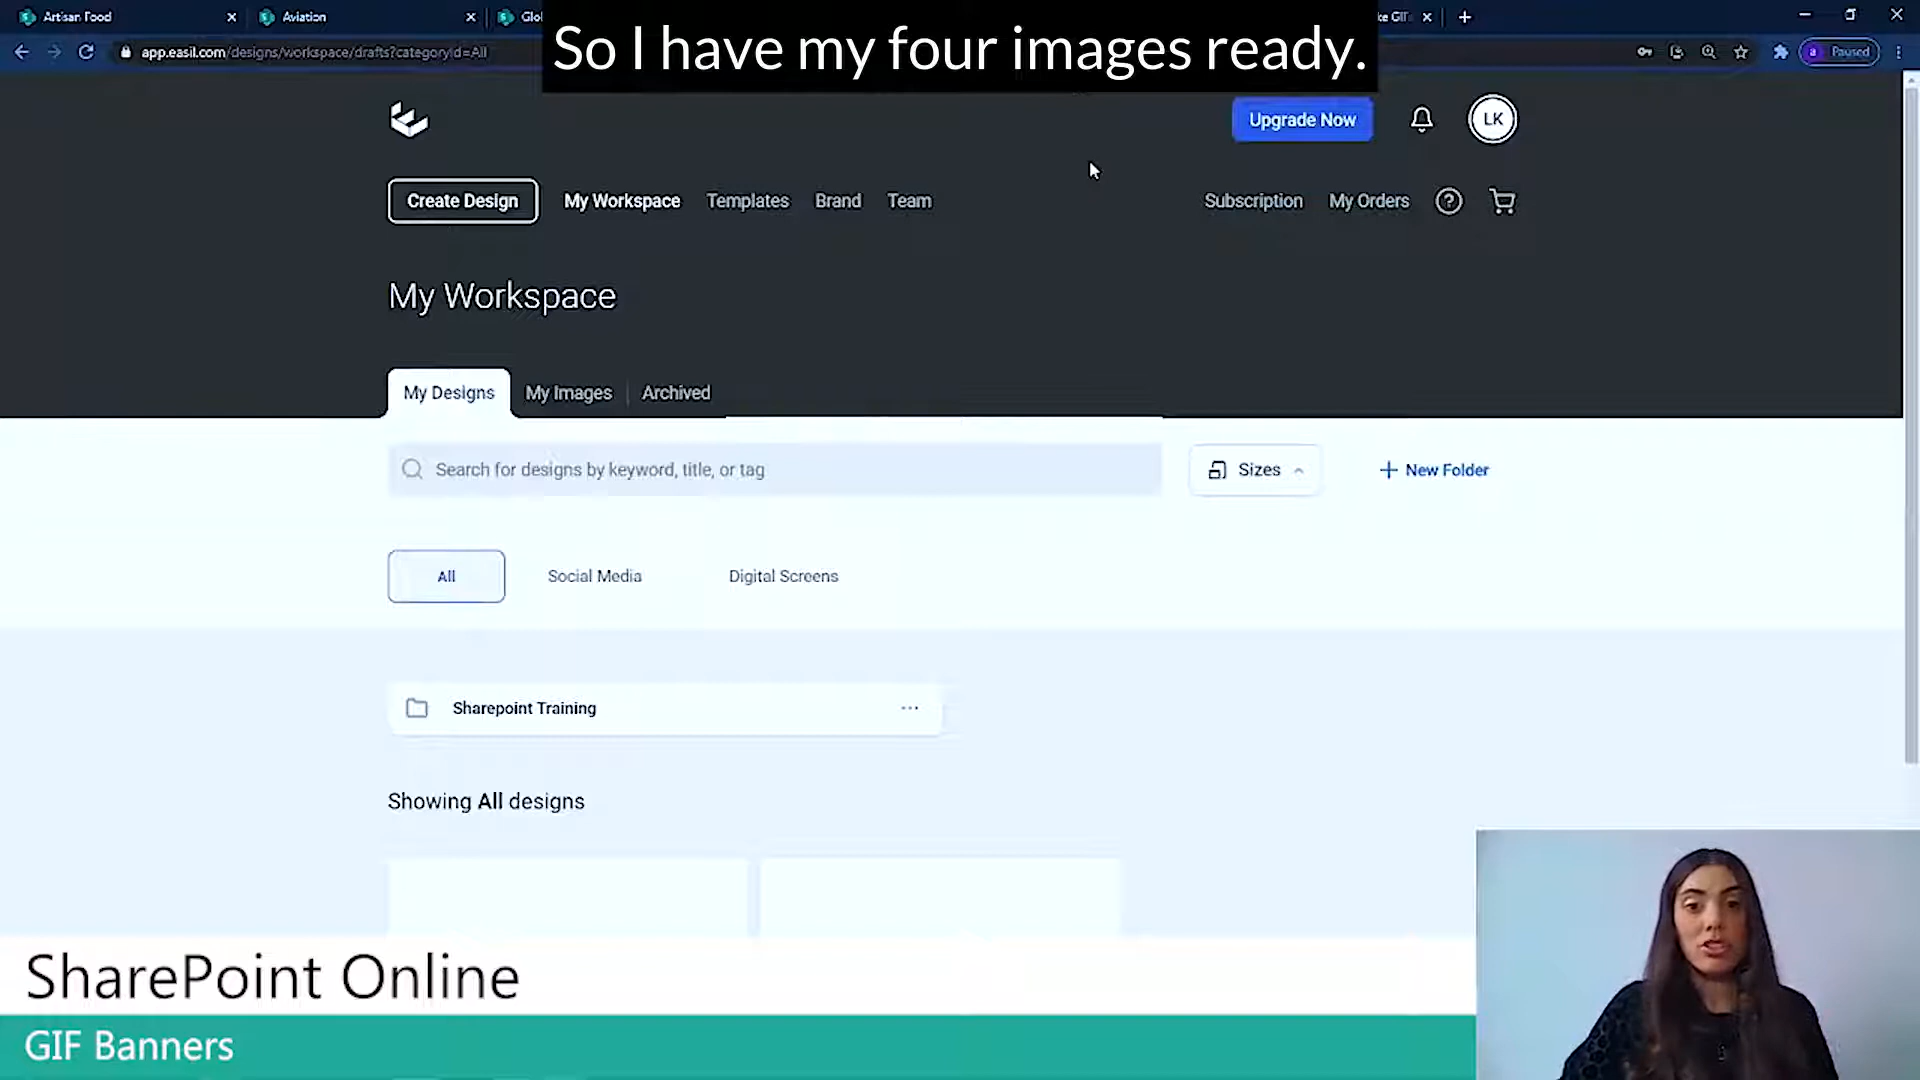 Artisan Food
Aviation
Glo
ke GIF
So I have my four images ready.
app.easil.com/designs/workspace/drafts?categoryId=All
a Paused
Upgrade Now
LK
Create Design
My Workspace
Templates
Brand
Team
Subscription
My Orders
My Workspace
My Designs
My Images
Archived
Search for designs by keyword, title, or tag
Sizes
New Folder
All
Social Media
Digital Screens
Sharepoint Training
Showing All designs
SharePoint Online
GIF Banners